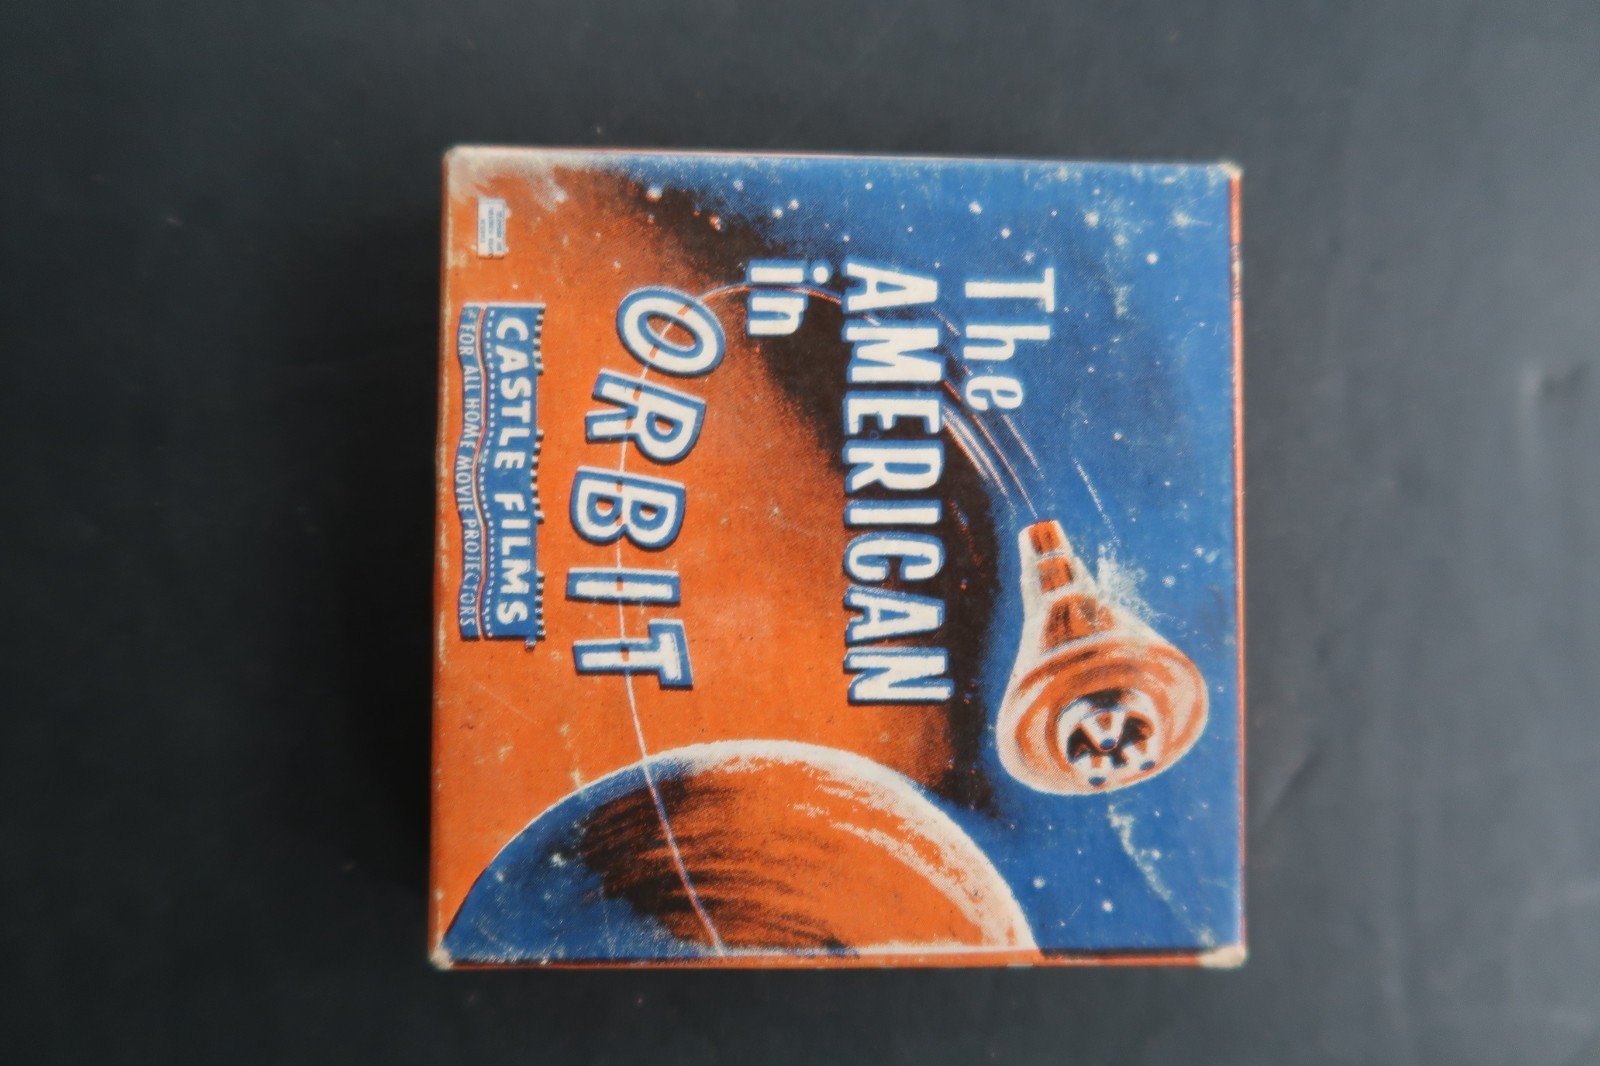 The
AMERICAN
in
ORBIT
CASTLE FILMS
FOR ALL HOME MOVIE PROJECTORS